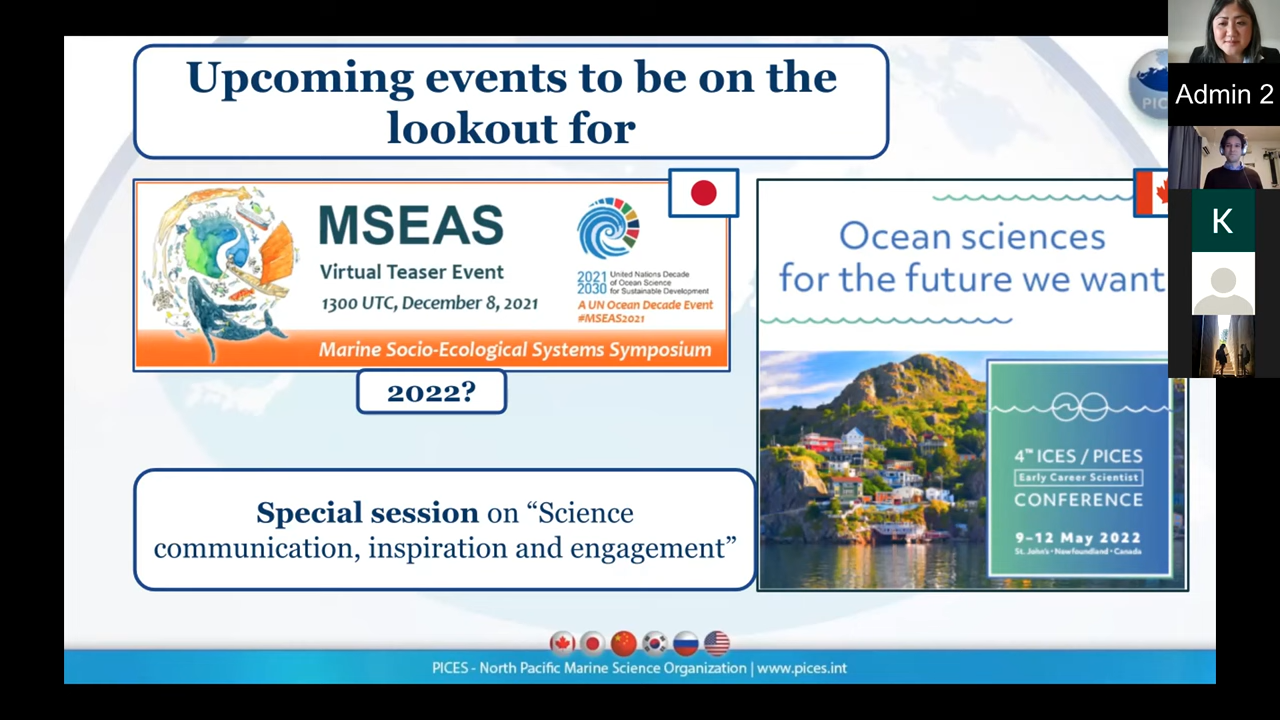 Upcoming events to be on the
lookout for
PIC
Admin 2
K
MSEAS
Virtual Teaser Event
1300 UTC, December 8, 2021
2021
2030
United Nations Decade
of Ocean Science
for Sustainable Development
A UN Ocean Decade Event
#MSEAS2021
Marine Socio-Ecological Systems Symposium
2022?
Ocean sciences
for the future we want
4TH ICES / PICES
Early Career Scientist
CONFERENCE
9–12 May 2022
St. John's • Newfoundland • Canada
Special session on “Science
communication, inspiration and engagement”
PICES - North Pacific Marine Science Organization | www.pices.int